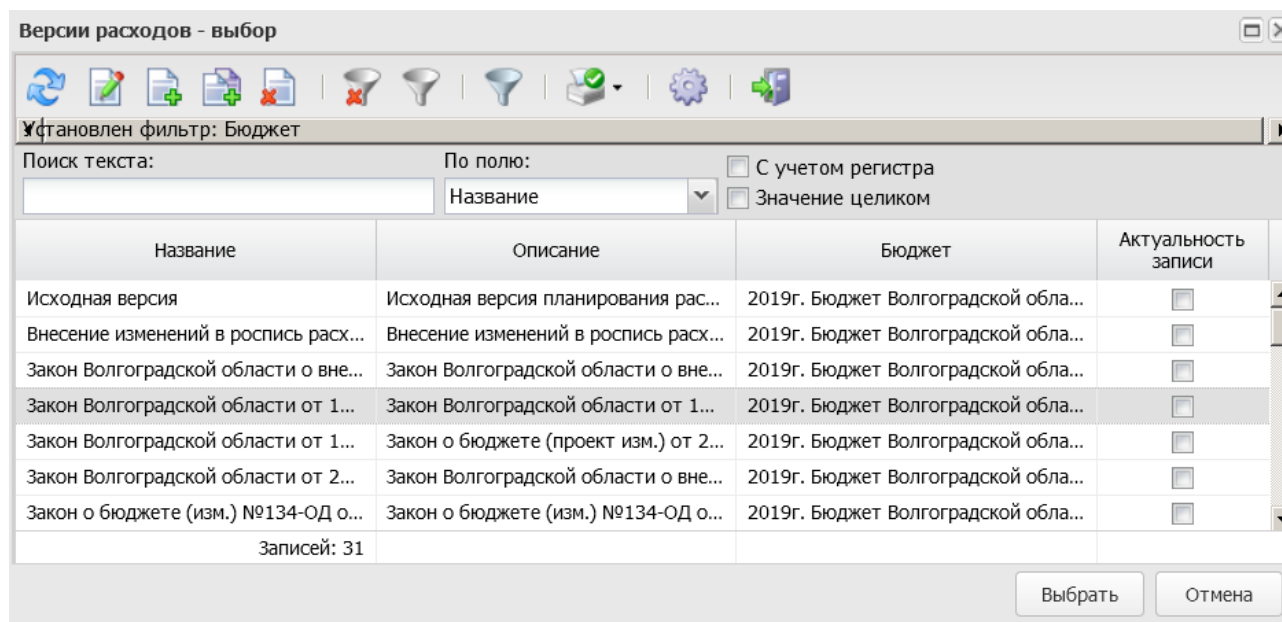 Версии расходов - выбор
Установлен фильтр: Бюджет
Поиск текста: По полю:
Название
С учетом регистра
Значение целиком
Название Описание Бюджет Актуальность записи
Исходная версия Исходная версия планирования рас... 2019г. Бюджет Волгоградской обла...
Внесение изменений в роспись расх... Внесение изменений в роспись расх... 2019г. Бюджет Волгоградской обла...
Закон Волгоградской области о вне... Закон Волгоградской области о вне... 2019г. Бюджет Волгоградской обла...
Закон Волгоградской области от 1... Закон Волгоградской области от 1... 2019г. Бюджет Волгоградской обла...
Закон Волгоградской области от 1... Закон о бюджете (проект изм.) от 2... 2019г. Бюджет Волгоградской обла...
Закон Волгоградской области от 2... Закон Волгоградской области о вне... 2019г. Бюджет Волгоградской обла...
Закон о бюджете (изм.) №134-ОД о... Закон о бюджете (изм.) №134-ОД о... 2019г. Бюджет Волгоградской обла...
Записей: 31
Выбрать Отмена